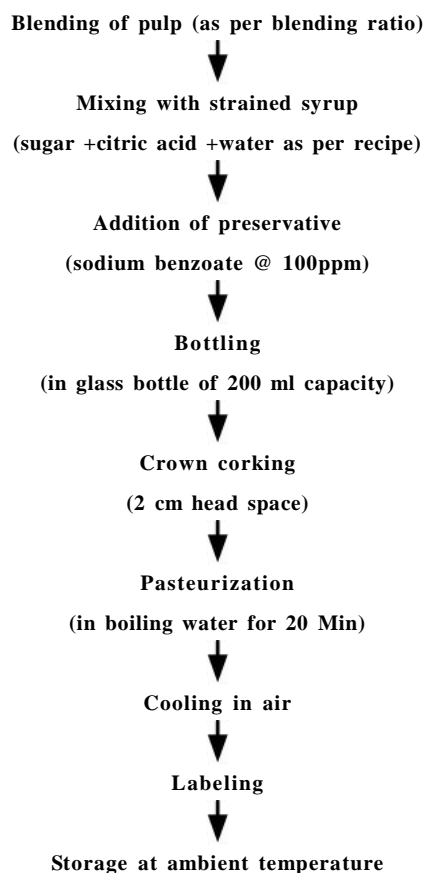 Blending of pulp (as per blending ratio)
Mixing with strained syrup
(sugar +citric acid +water as per recipe)
Addition of preservative
(sodium benzoate @ 100ppm)
Bottling
(in glass bottle of 200 ml capacity)
Crown corking
(2 cm head space)
Pasteurization
(in boiling water for 20 Min)
Cooling in air
Labeling
Storage at ambient temperature